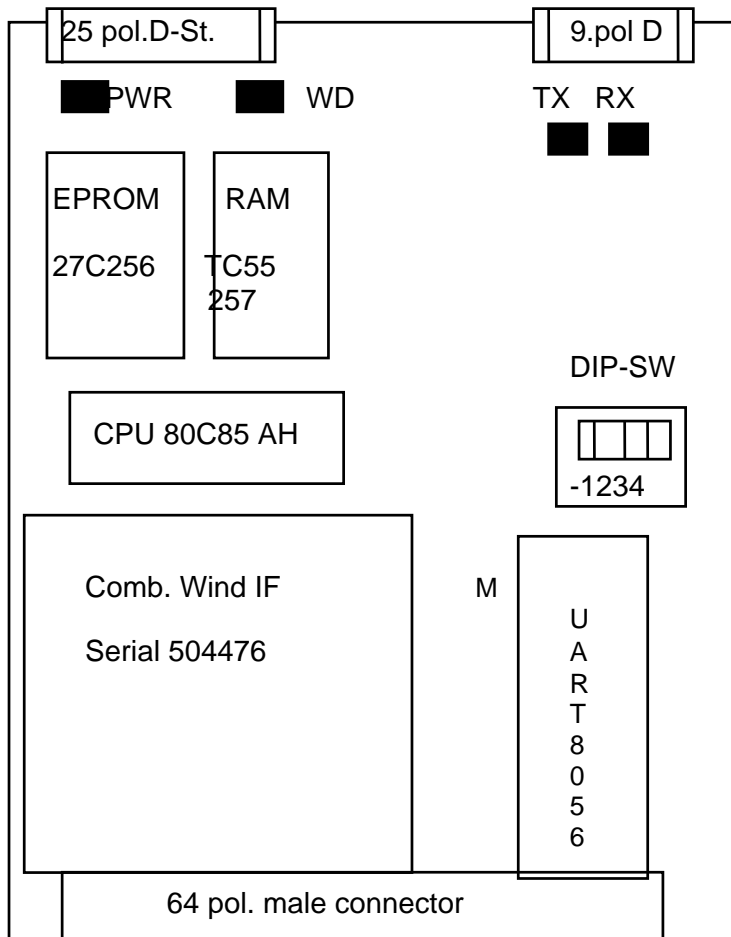 25 pol.D-St.
9.pol D
PWR
WD
TX RX
EPROM
27C256
RAM
TC55
257
DIP-SW
CPU 80C85 AH
-1234
Comb. Wind IF
Serial 504476
M
U
A
R
T
8
0
5
6
64 pol. male connector